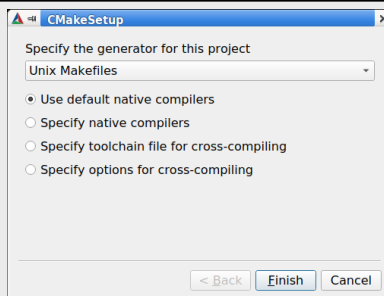 CMakeSetup
Specify the generator for this project
Unix Makefiles
Use default native compilers
Specify native compilers
Specify toolchain file for cross-compiling
Specify options for cross-compiling
< Back Finish Cancel